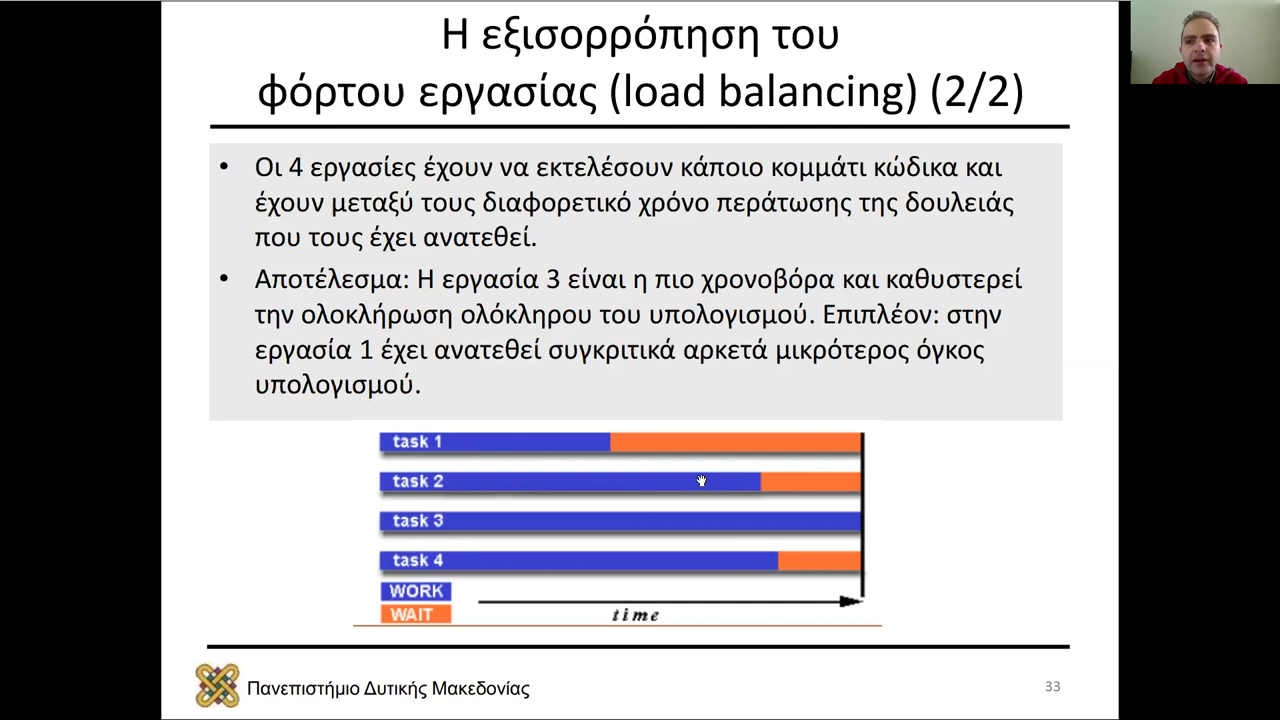 Η εξισορρόπηση του
φόρτου εργασίας (load balancing) (2/2)
• Οι 4 εργασίες έχουν να εκτελέσουν κάποιο κομμάτι κώδικα και
έχουν μεταξύ τους διαφορετικό χρόνο περάτωσης της δουλειάς
που τους έχει ανατεθεί.
• Αποτέλεσμα: Η εργασία 3 είναι η πιο χρονοβόρα και καθυστερεί
την ολοκλήρωση ολόκληρου του υπολογισμού. Επιπλέον: στην
εργασία 1 έχει ανατεθεί συγκριτικά αρκετά μικρότερος όγκος
υπολογισμού.
task 1
task 2
task 3
task 4
WORK
WAIT
time
Πανεπιστήμιο Δυτικής Μακεδονίας
33